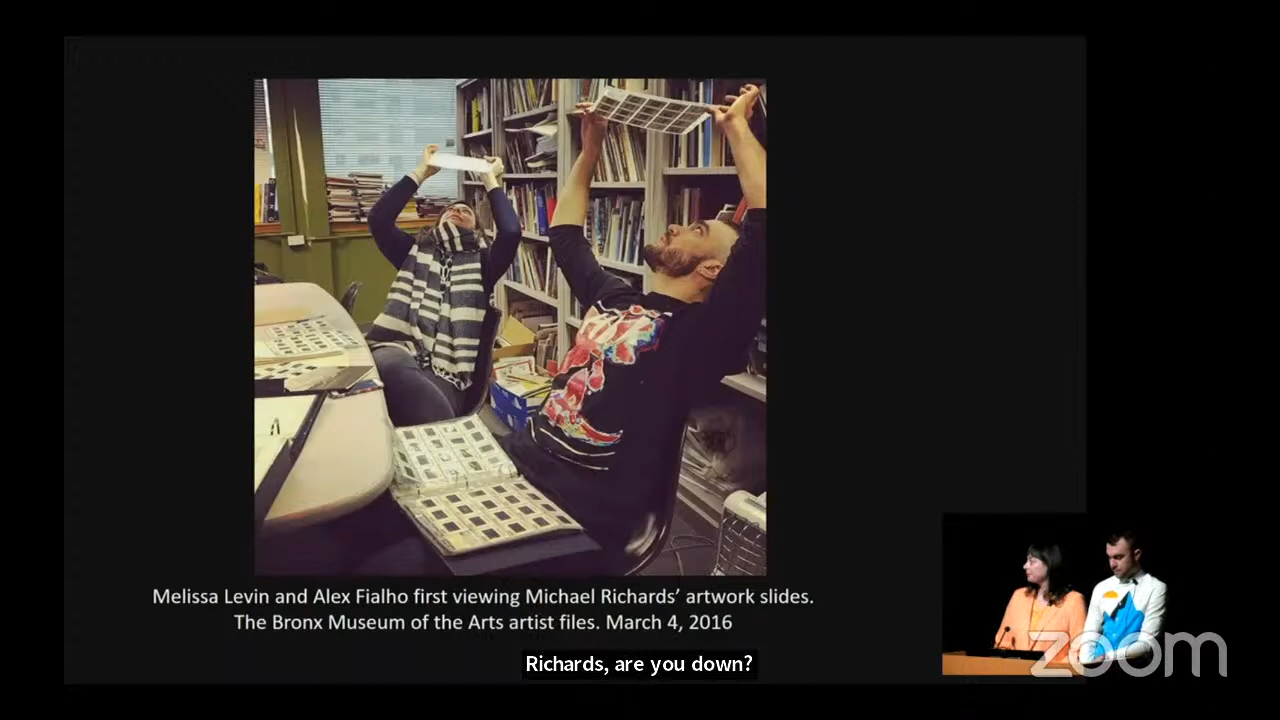 Melissa Levin and Alex Fialho first viewing Michael Richards’ artwork slides.
The Bronx Museum of the Arts artist files. March 4, 2016
Richards, are you down?
zoom